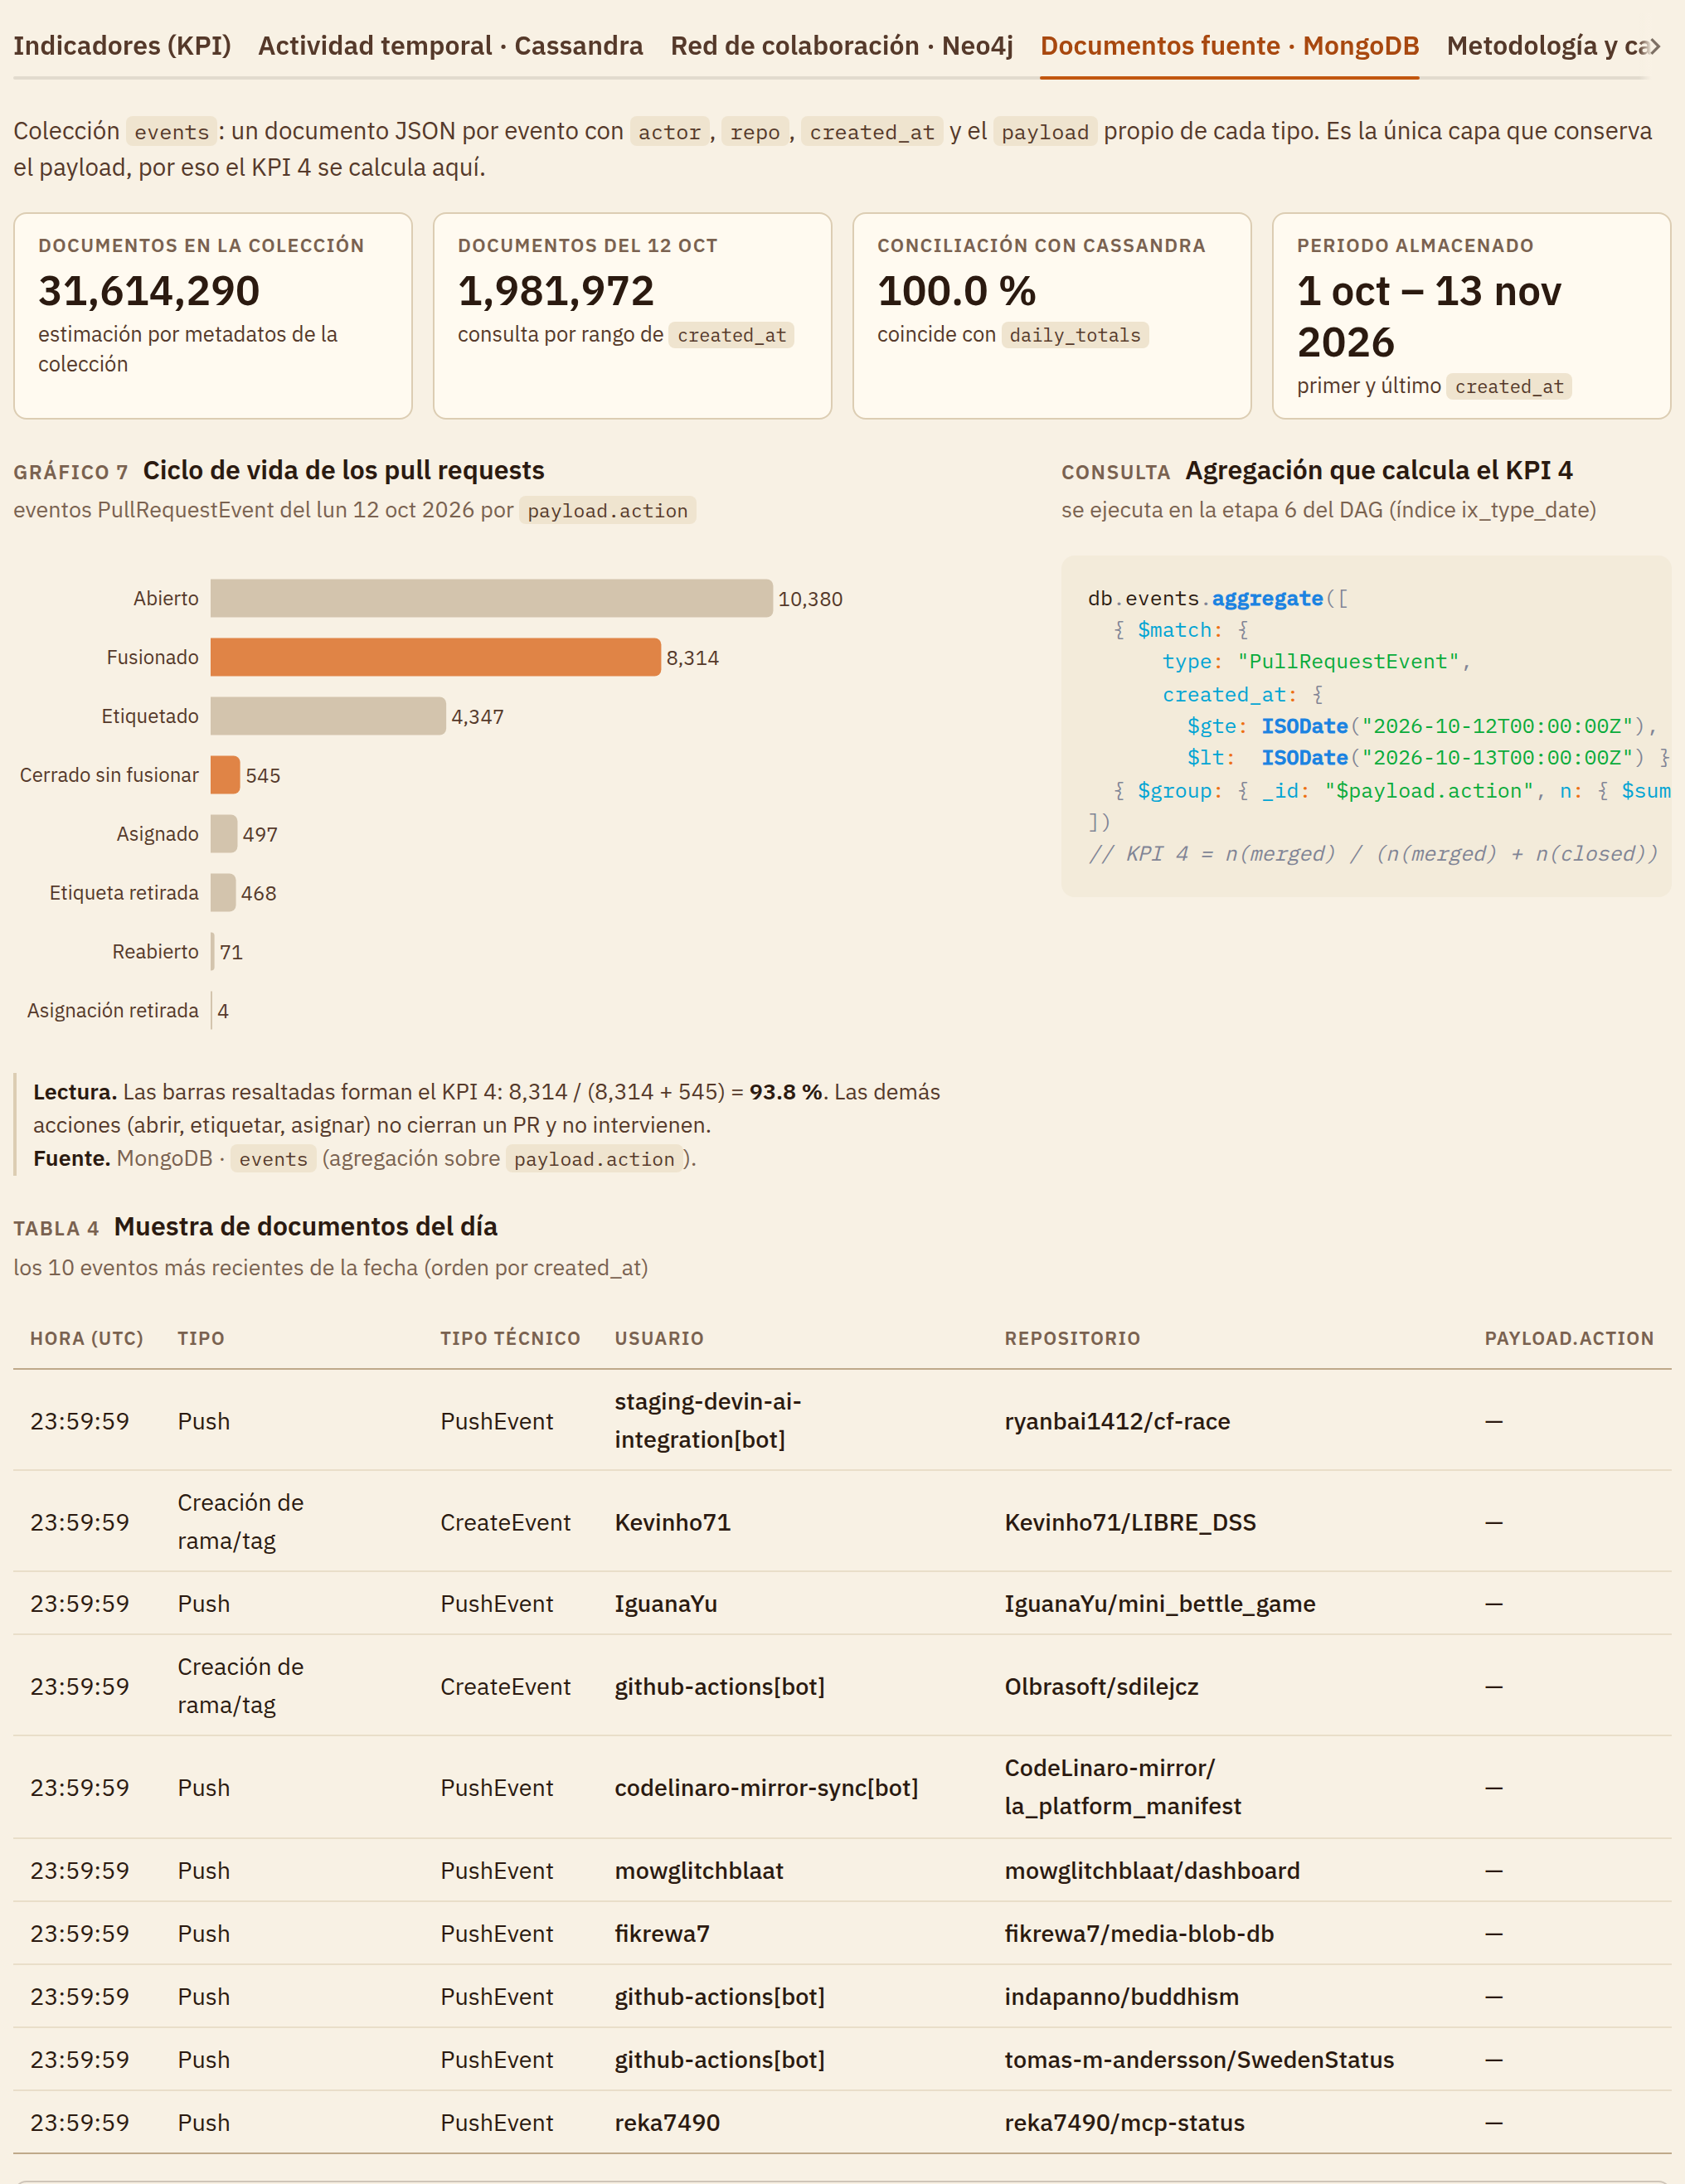 Indicadores (KPI) Actividad temporal · Cassandra Red de colaboración · Neo4j Documentos fuente · MongoDB Metodología y ca
Colección events: un documento JSON por evento con actor, repo, created_at y el payload propio de cada tipo. Es la única capa que conserva
el payload, por eso el KPI 4 se calcula aquí.
DOCUMENTOS EN LA COLECCIÓN
31,614,290
estimación por metadatos de la
colección
DOCUMENTOS DEL 12 OCT
1,981,972
consulta por rango de created_at
CONCILIACIÓN CON CASSANDRA
100.0 %
coincide con daily_totals
PERIODO ALMACENADO
1 oct – 13 nov
2026
primer y último created_at
GRÁFICO 7 Ciclo de vida de los pull requests
eventos PullRequestEvent del lun 12 oct 2026 por payload.action
Abierto 10,380
Fusionado 8,314
Etiquetado 4,347
Cerrado sin fusionar 545
Asignado 497
Etiqueta retirada 468
Reabierto 71
Asignación retirada 4
Lectura. Las barras resaltadas forman el KPI 4: 8,314 / (8,314 + 545) = 93.8 %. Las demás
acciones (abrir, etiquetar, asignar) no cierran un PR y no intervienen.
Fuente. MongoDB · events (agregación sobre payload.action).
CONSULTA Agregación que calcula el KPI 4
se ejecuta en la etapa 6 del DAG (índice ix_type_date)
db.events.aggregate([
{ $match: {
type: "PullRequestEvent",
created_at: {
$gte: ISODate("2026-10-12T00:00:00Z"),
$lt: ISODate("2026-10-13T00:00:00Z") }
{ $group: { _id: "$payload.action", n: { $sum
])
// KPI 4 = n(merged) / (n(merged) + n(closed))
TABLA 4 Muestra de documentos del día
los 10 eventos más recientes de la fecha (orden por created_at)
HORA (UTC) TIPO TIPO TÉCNICO USUARIO REPOSITORIO PAYLOAD.ACTION
23:59:59 Push PushEvent staging-devin-ai-
integration[bot] ryanbai1412/cf-race —
23:59:59 Creación de
rama/tag CreateEvent Kevinho71 Kevinho71/LIBRE_DSS —
23:59:59 Push PushEvent IguanaYu IguanaYu/mini_bettle_game —
23:59:59 Creación de
rama/tag CreateEvent github-actions[bot] Olbrasoft/sdilejcz —
23:59:59 Push PushEvent codelinaro-mirror-sync[bot] CodeLinaro-mirror/
la_platform_manifest —
23:59:59 Push PushEvent mowglitchblaat mowglitchblaat/dashboard —
23:59:59 Push PushEvent fikrewa7 fikrewa7/media-blob-db —
23:59:59 Push PushEvent github-actions[bot] indapanno/buddhism —
23:59:59 Push PushEvent github-actions[bot] tomas-m-andersson/SwedenStatus —
23:59:59 Push PushEvent reka7490 reka7490/mcp-status —